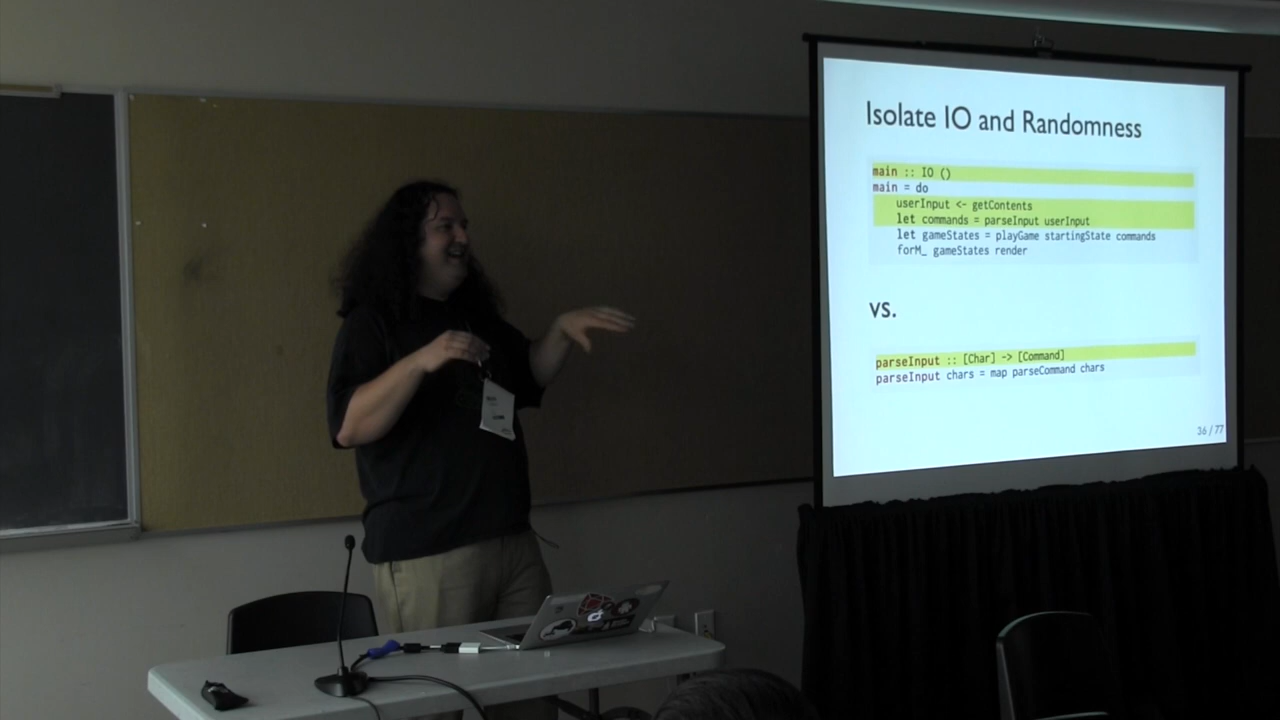 Isolate IO and Randomness
main :: IO ()
main = do
userInput <- getContents
let commands = parseInput userInput
let gameStates = playGame startingState commands
forM_ gameStates render
vs.
parseInput :: [Char] -> [Command]
parseInput chars = map parseCommand chars
36 / 77